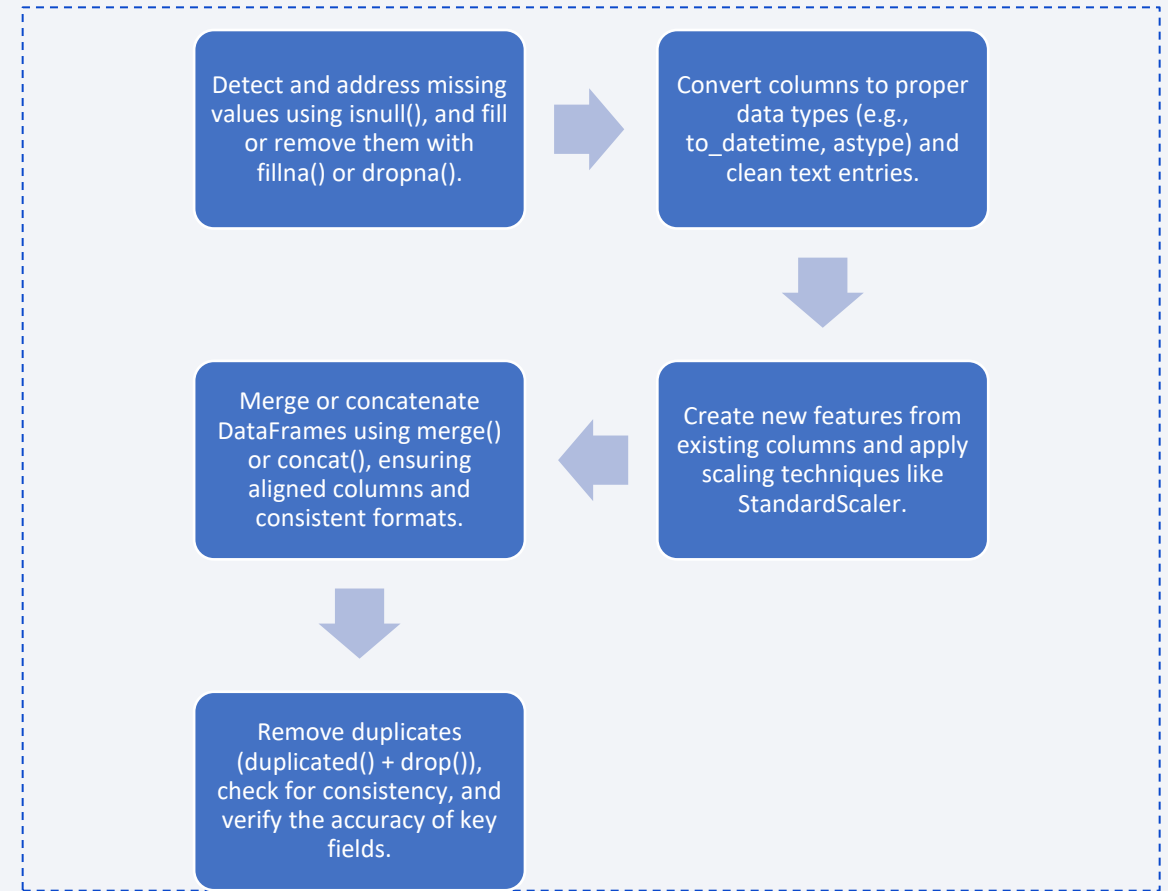 Detect and address missing
values using isnull(), and fill
or remove them with
fillna() or dropna().
Convert columns to proper
data types (e.g.,
to_datetime, astype) and
clean text entries.
Create new features from
existing columns and apply
scaling techniques like
StandardScaler.
Merge or concatenate
DataFrames using merge()
or concat(), ensuring
aligned columns and
consistent formats.
Remove duplicates
(duplicated() + drop()),
check for consistency, and
verify the accuracy of key
fields.